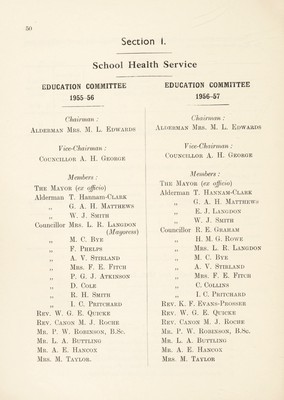 50
Section I.
School Health Service
EDUCATION COMMITTEE
1955-56
Chairman :
Alderman Mrs. M. L. Edwards
Vice-Chairman :
Councillor A. H. George
Members :
The Mayor (ex officio)
Alderman T. Hannam-Clark
,, G. A. H. Matthews
,, W. J. Smith
Councillor Mrs. L. R. Langdon
(Mayoress)
,, M. C. Bye
,, F. Phelps
,, A. V. Stirland
,, Mrs. F. E. Fitch
,, P. G. J. Atkinson
,, D. Cole
,, R. H. Smith
,, I. C. Pritchard
Rev. W. G. E. Quicke
Rev. Canon M. J. Roche
Mr. P. W. Robinson, B.Sc.
Mr. L. A. Buttling
Mr. A. E. Hancox
Mrs. M. Taylor.
EDUCATION COMMITTEE
1956-57
Chairman :
Alderman Mrs. M. L. Edwards
Vice-Chairman :
Councillor A. H. George
Members :
The Mayor (ex officio)
Alderman T. Hannam-Clark
,, G. A. H. Matthews
,, E. J. Langdon
,, W. J. Smith
Councillor R. E. Graham
,, H. M. G. Rowe
,, Mrs. L. R. Langdon
,, M. C. Bye
,, A. V. Stirland
,, Mrs. F. E. Fitch
,, C. Collins
,, I. C. Pritchard
Rev. K. F. Evans-Prosser
Rev. W. G. E. Quicke
Rev. Canon M. J. Roche
Mr. P. W. Robinson, B.Sc.
Mr. L. A. Buttling
Mr. A. E. Hancox
Mrs. M. Taylor